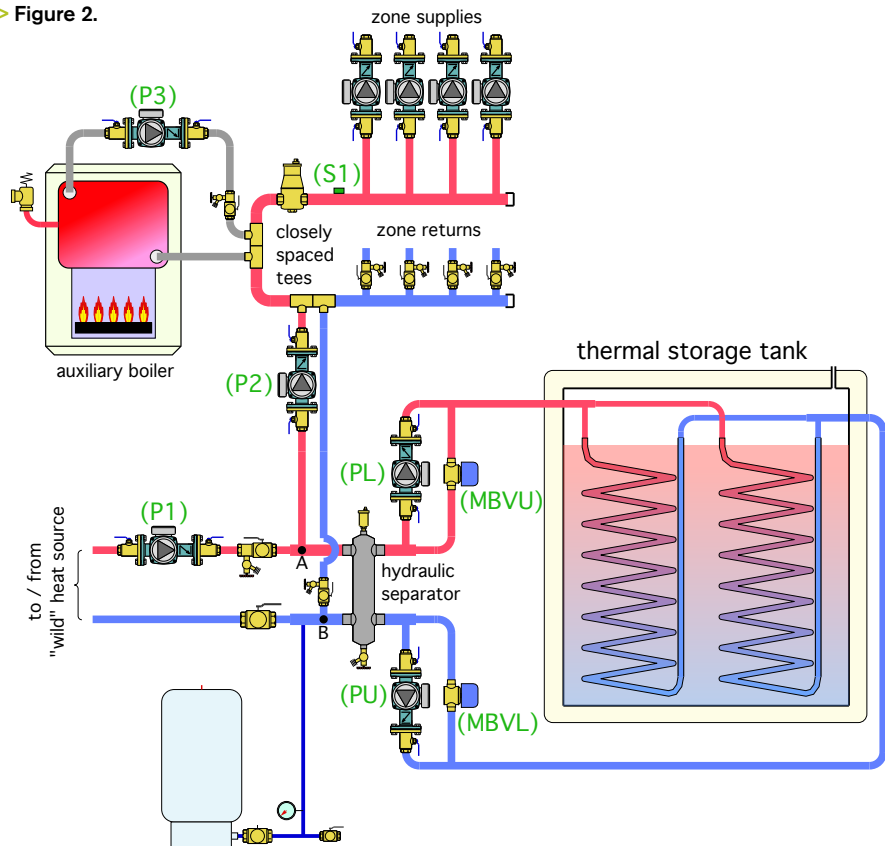 > Figure 2.
zone supplies
(P3)
(S1)
closely
spaced
tees
zone returns
auxiliary boiler
thermal storage tank
(P2)
(PL)
(MBVU)
(P1)
A
hydraulic
separator
to / from
"wild" heat source
B
(PU)
(MBVL)